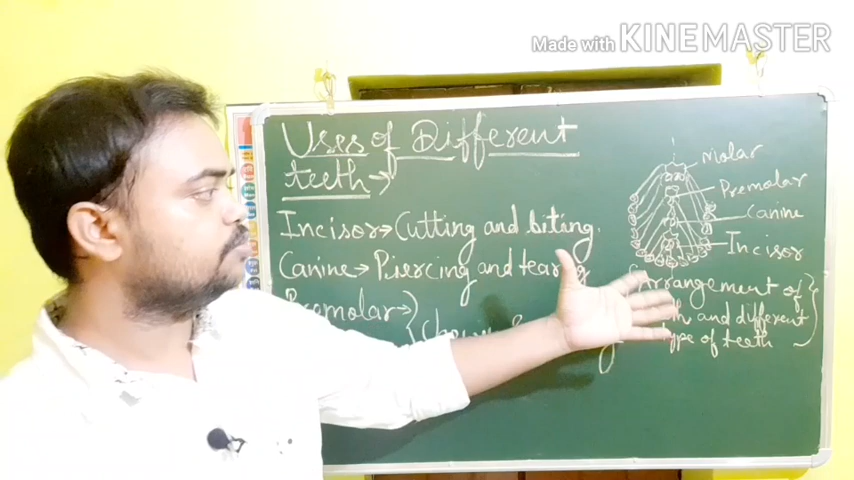 Made with KINEMASTER
Uses of Different
teeth→
Incisor→Cutting and biting.
Canine→Piercing and tearing
Premolar→
Molar
Premolar
Canine
Incisor
Arrangement of
and different
type of teeth